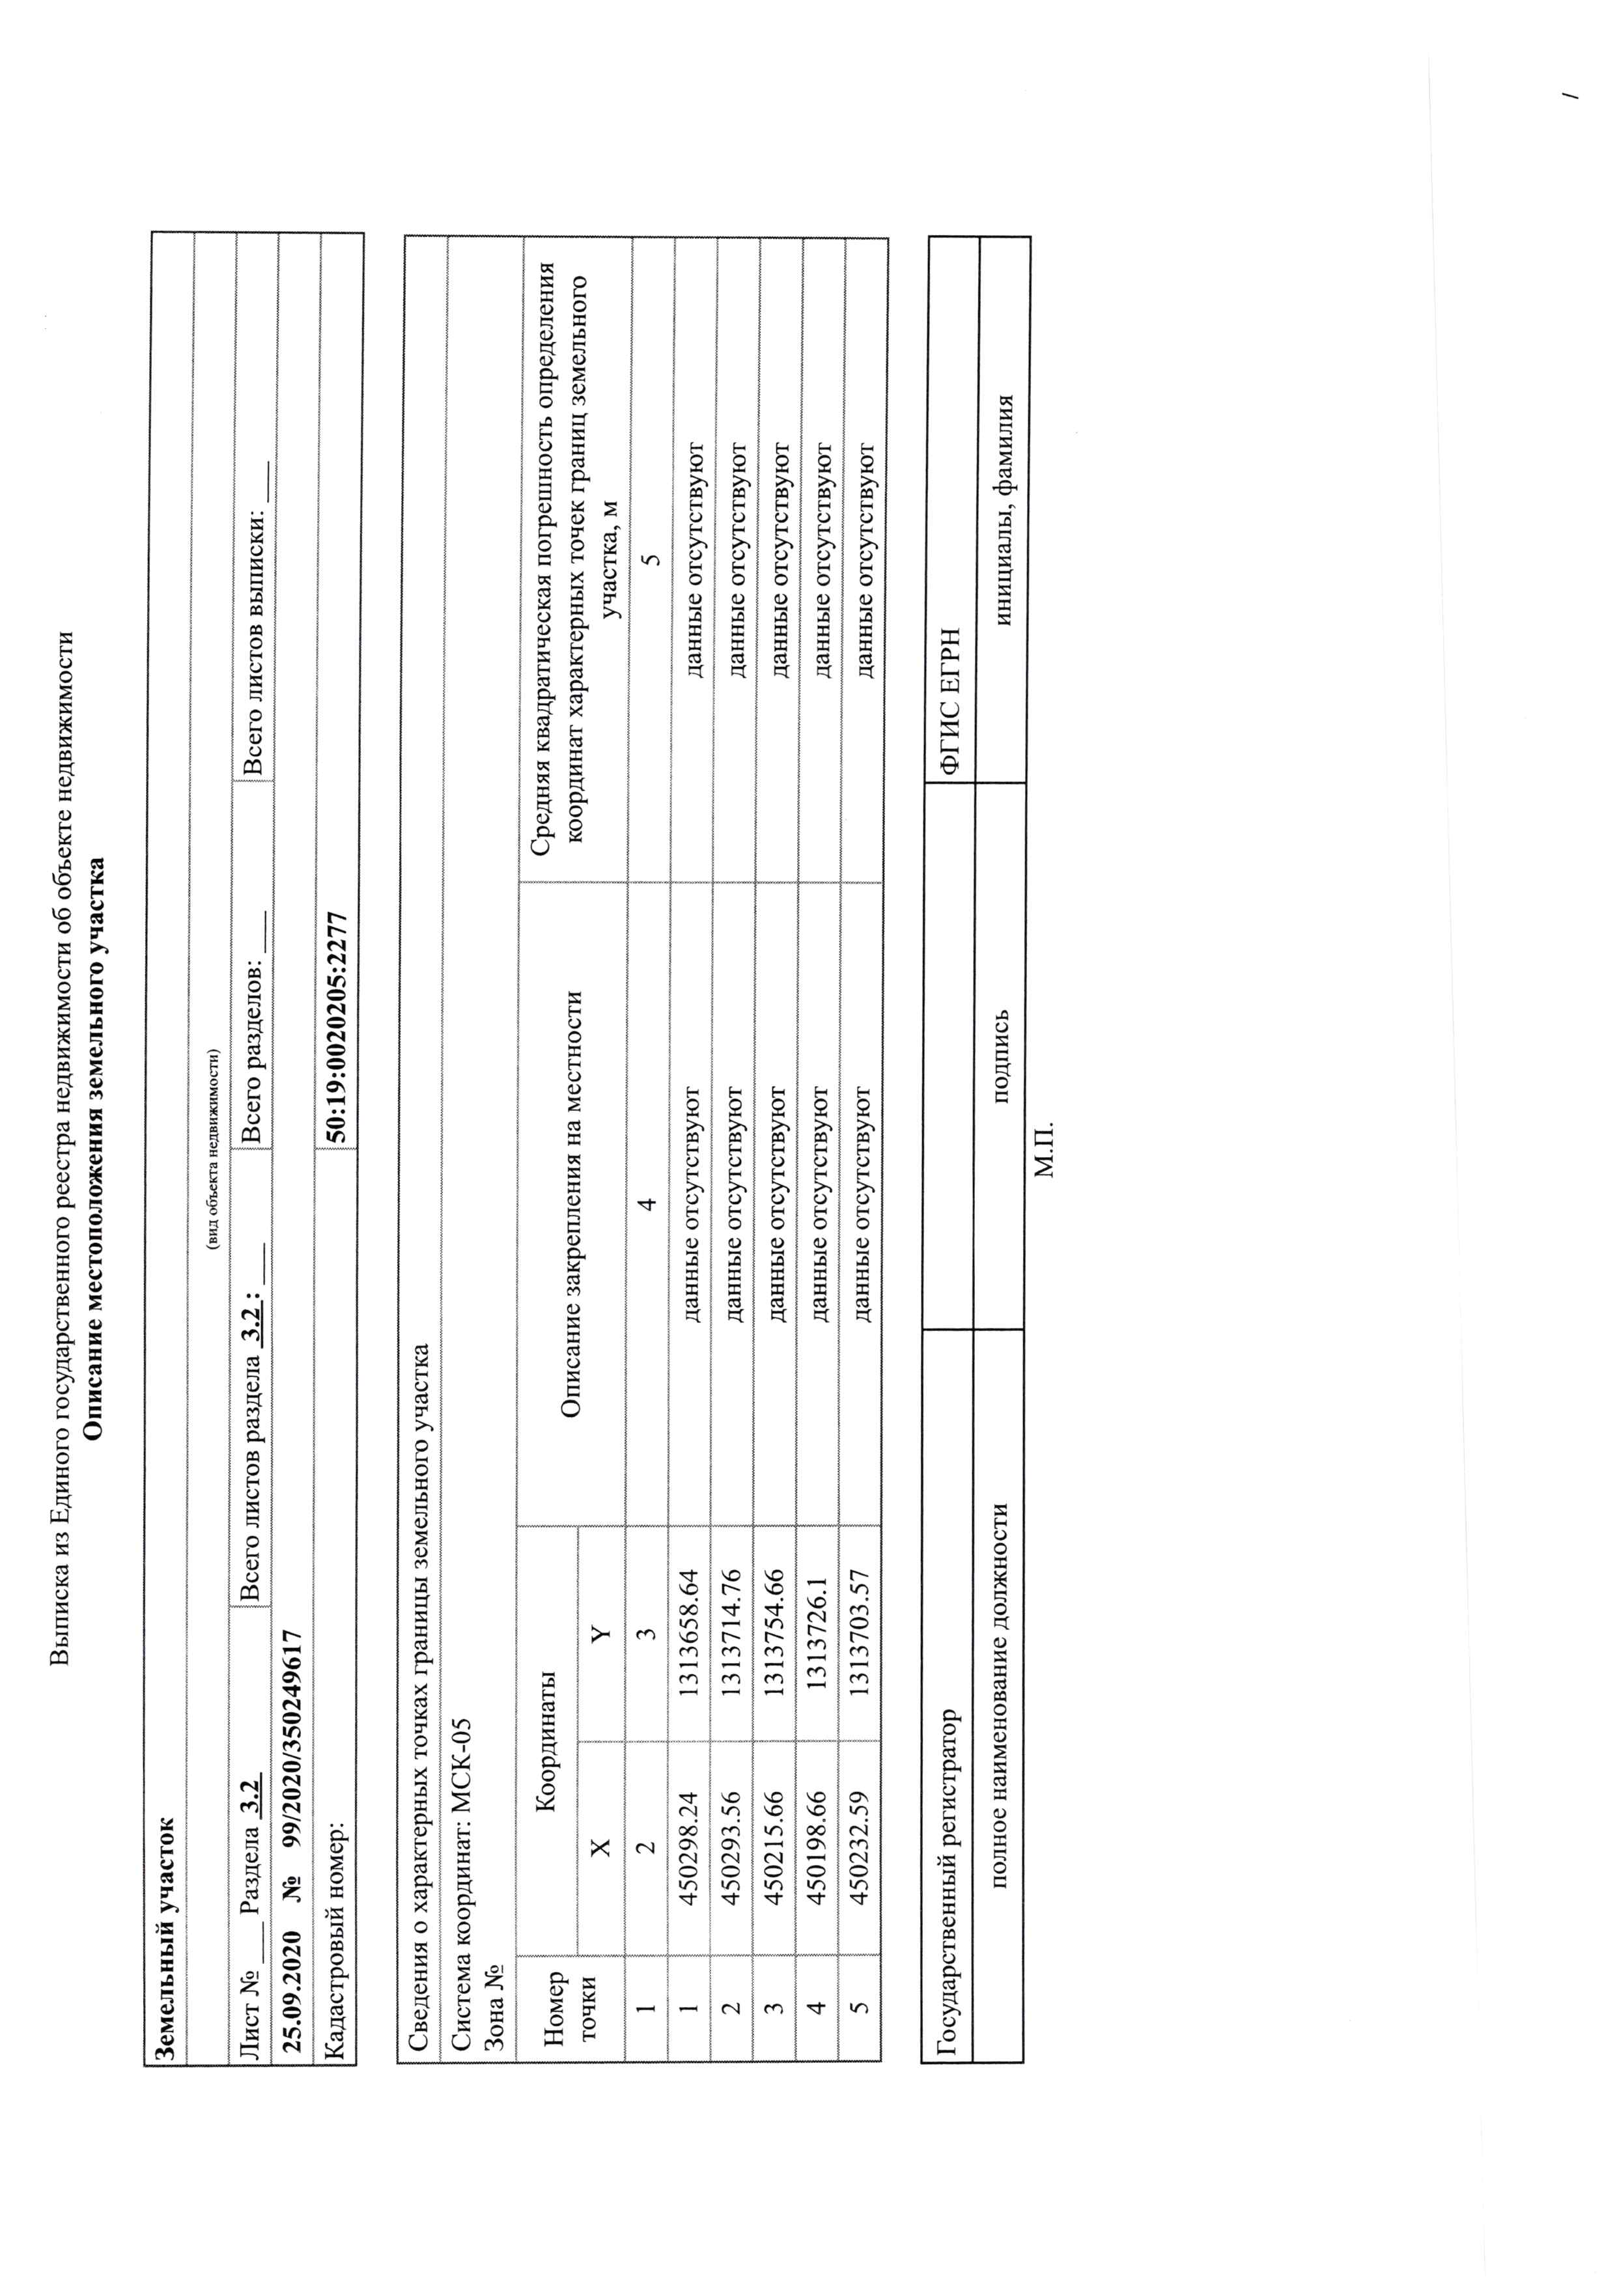 Выписка из Единого государственного реестра недвижимости об объекте недвижимости
Описание местоположения земельного участка
Земельный участок
(вид объекта недвижимости)
Лист № ___ Раздела 3.2 Всего листов раздела 3.2 : ___ Всего разделов: ___ Всего листов выписки: ___
25.09.2020 № 99/2020/350249617
Кадастровый номер: 50:19:0020205:2277
Сведения о характерных точках границы земельного участка
Система координат: МСК-05
Зона №
Номер точки Координаты Описание закрепления на местности Средняя квадратическая погрешность определения
координат характерных точек границ земельного
участка, м
X Y
1 2 3 4 5
1 450298.24 1313658.64 данные отсутствуют данные отсутствуют
2 450293.56 1313714.76 данные отсутствуют данные отсутствуют
3 450215.66 1313754.66 данные отсутствуют данные отсутствуют
4 450198.66 1313726.1 данные отсутствуют данные отсутствуют
5 450232.59 1313703.57 данные отсутствуют данные отсутствуют
Государственный регистратор ФГИС ЕГРН
полное наименование должности подпись инициалы, фамилия
М.П.